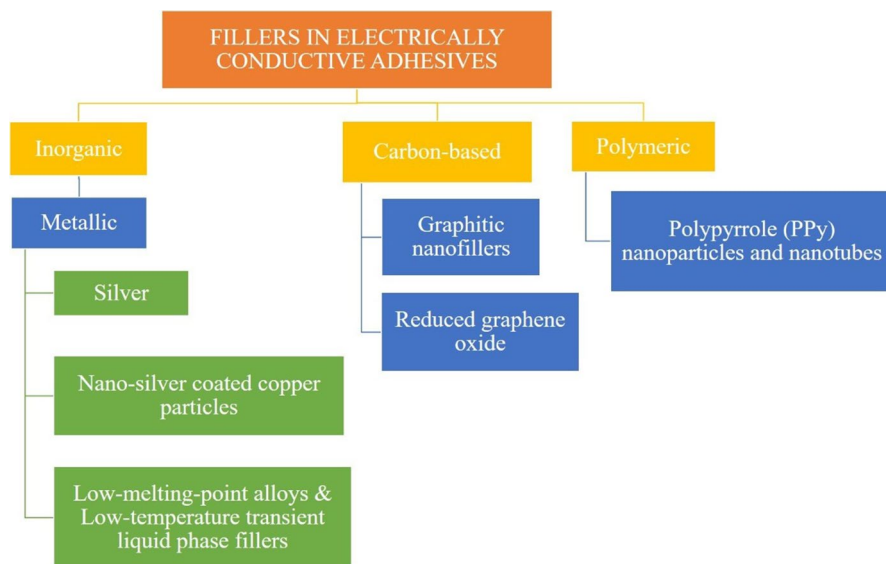 FILLERS IN ELECTRICALLY
CONDUCTIVE ADHESIVES
Inorganic
Carbon-based
Polymeric
Metallic
Silver
Nano-silver coated copper
particles
Low-melting-point alloys &
Low-temperature transient
liquid phase fillers
Graphitic
nanofillers
Reduced graphene
oxide
Polypyrrole (PPy)
nanoparticles and nanotubes